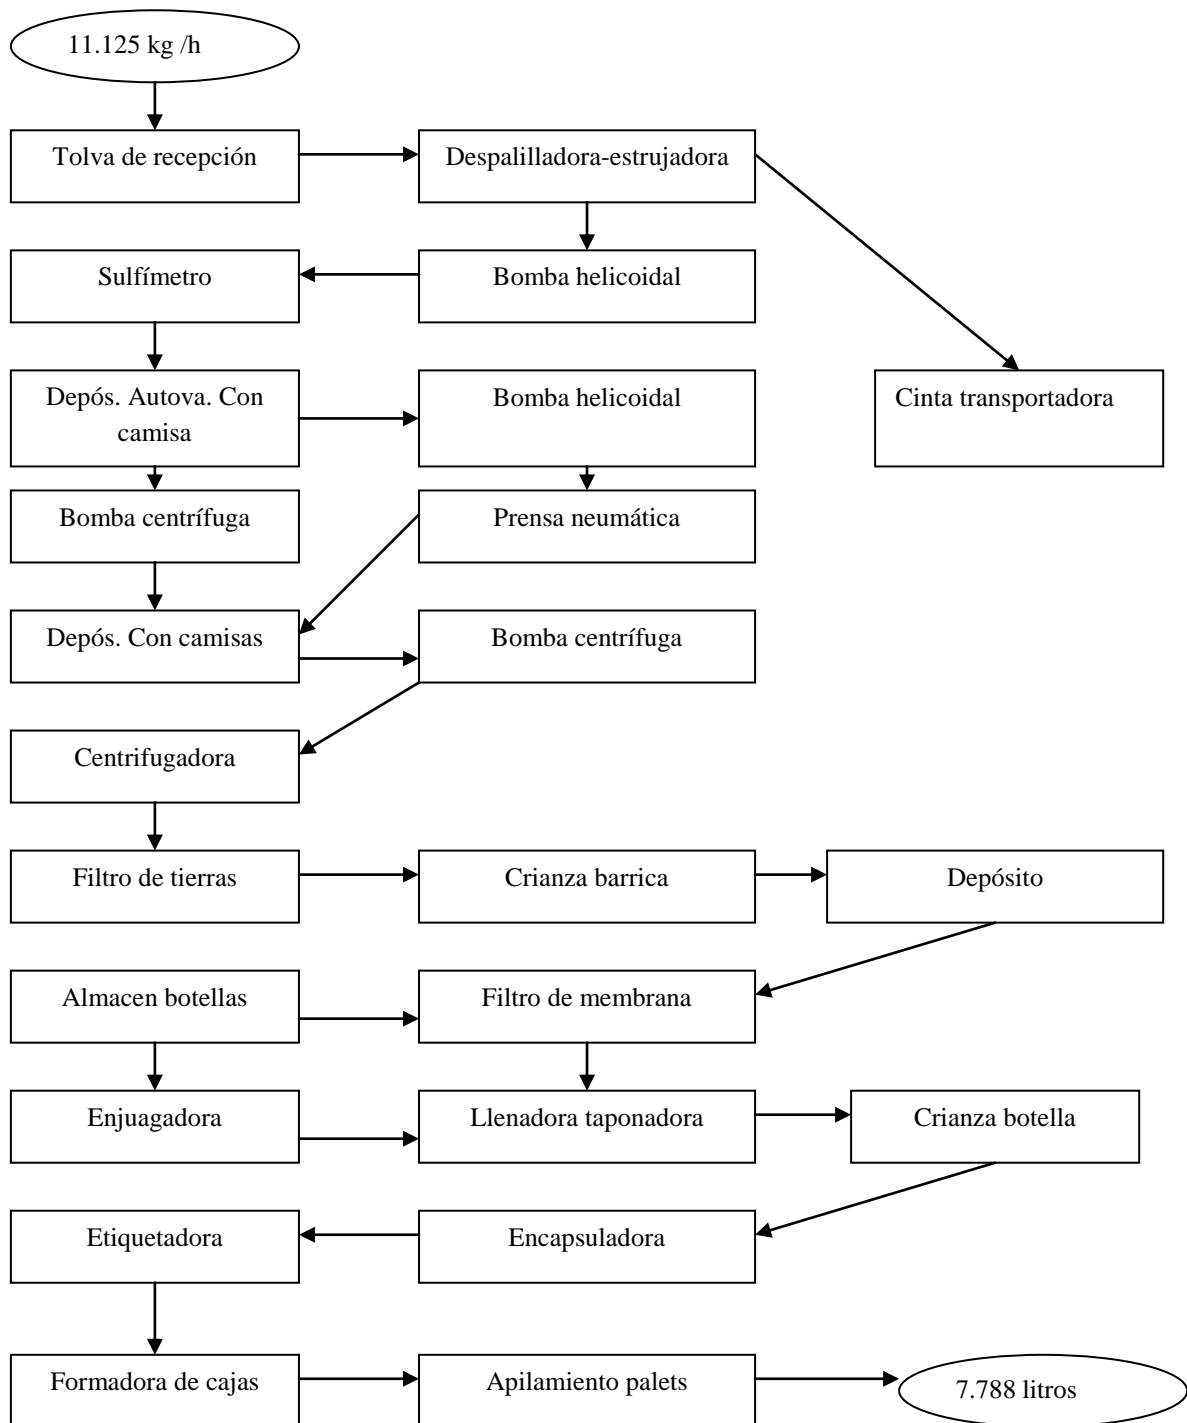 11.125 kg /h
Tolva de recepción
Despalilladora-estrujadora
Sulfímetro
Bomba helicoidal
Depós. Autova. Con
camisa
Bomba helicoidal
Cinta transportadora
Bomba centrífuga
Prensa neumática
Depós. Con camisas
Bomba centrífuga
Centrifugadora
Filtro de tierras
Crianza barrica
Depósito
Almacen botellas
Filtro de membrana
Enjuagadora
Llenadora taponadora
Crianza botella
Etiquetadora
Encapsuladora
Formadora de cajas
Apilamiento palets
7.788 litros